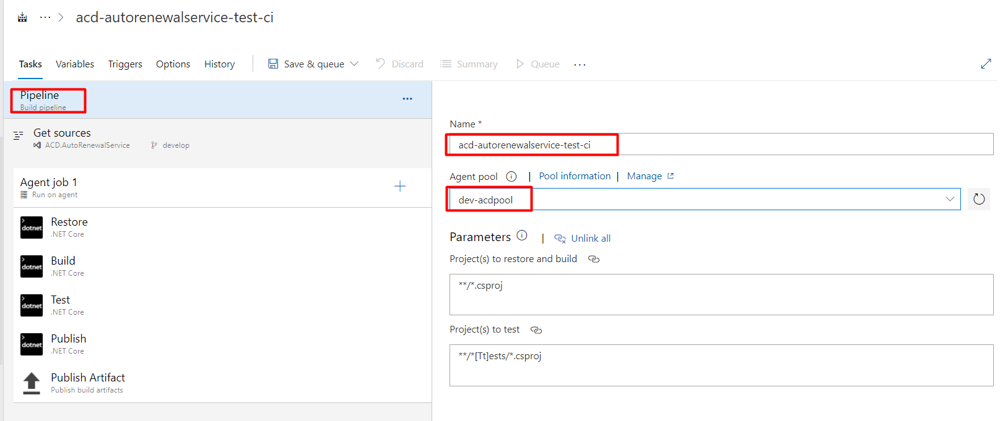 ··· > acd-autorenewalservice-test-ci
Tasks Variables Triggers Options History Save & queue Discard Summary Queue ···
Pipeline ···
Build pipeline
Get sources
ACD.AutoRenewalService develop
Agent job 1
Run on agent
dotnet Restore
.NET Core
dotnet Build
.NET Core
dotnet Test
.NET Core
dotnet Publish
.NET Core
Publish Artifact
Publish build artifacts
Name *
acd-autorenewalservice-test-ci
Agent pool | Pool information | Manage
dev-acdpool
Parameters | Unlink all
Project(s) to restore and build
**/*.csproj
Project(s) to test
**/*[Tt]ests/*.csproj